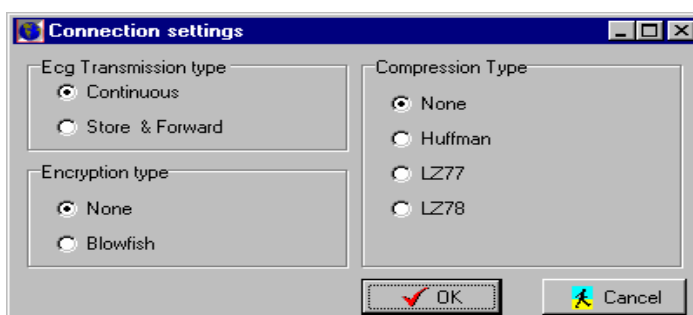 Connection settings
Ecg Transmission type
Continuous
Store & Forward
Encryption type
None
Blowfish
Compression Type
None
Huffman
LZ77
LZ78
OK
Cancel